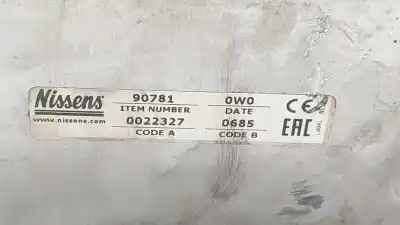 Nissens 90781 0W0
ITEM NUMBER DATE
www.nissens.com 0022327 0685
CODE A CODE B
CE
EAC